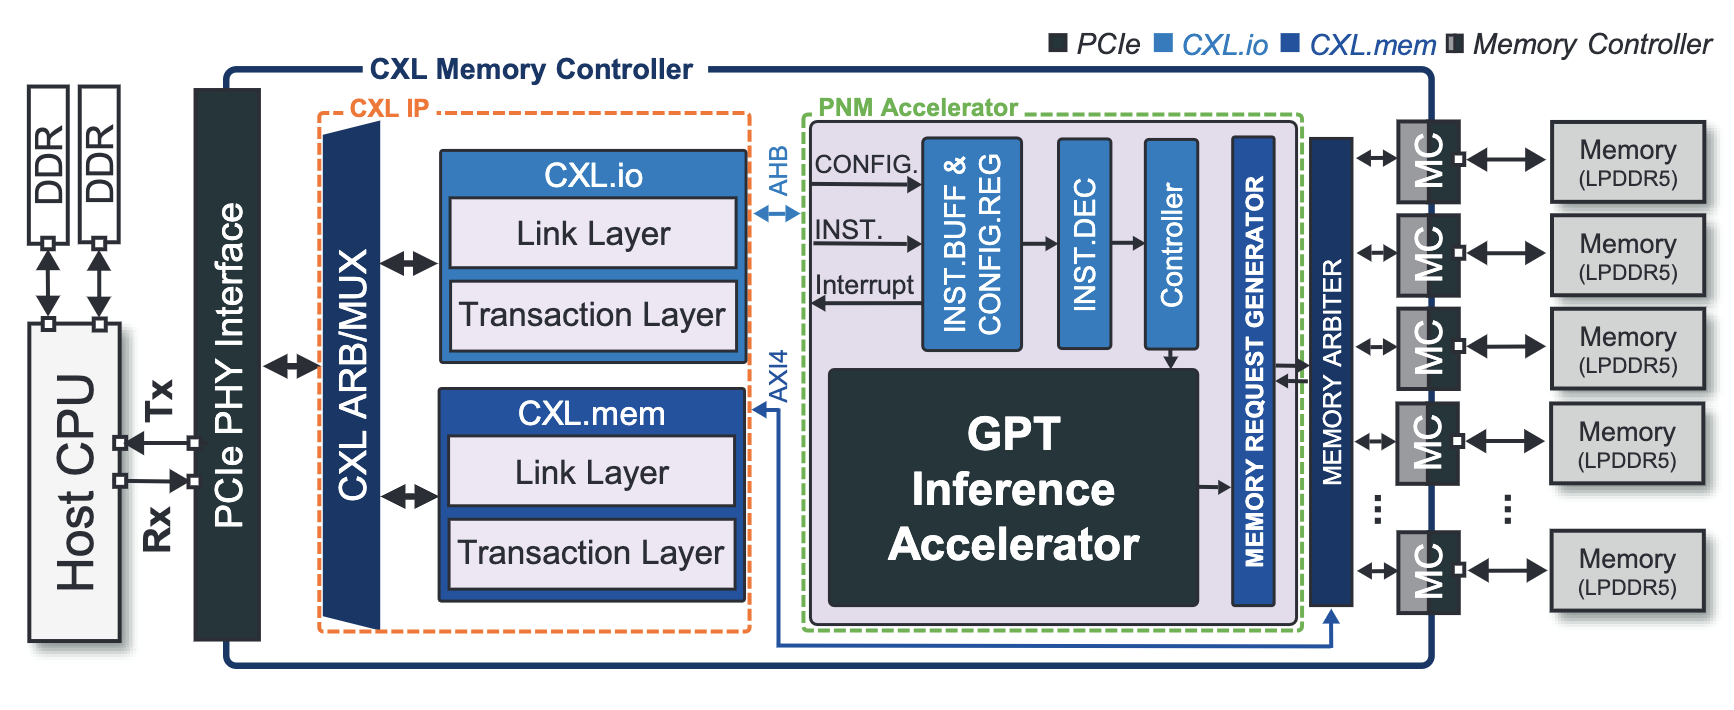 PCIe
CXL.io
CXL.mem
Memory Controller
CXL Memory Controller
DDR
DDR
Host CPU
Tx
Rx
PCIe PHY Interface
CXL IP
CXL ARB/MUX
CXL.io
Link Layer
Transaction Layer
CXL.mem
Link Layer
Transaction Layer
AHB
AXI4
PNM Accelerator
CONFIG.
INST.
Interrupt
INST.BUFF &
CONFIG.REG
INST.DEC
Controller
GPT
Inference
Accelerator
MEMORY REQUEST GENERATOR
MEMORY ARBITER
MC
Memory
(LPDDR5)
MC
Memory
(LPDDR5)
MC
Memory
(LPDDR5)
MC
Memory
(LPDDR5)
...
...
MC
Memory
(LPDDR5)